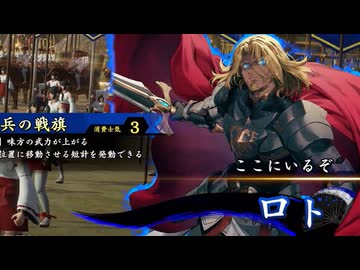 兵の戦旗
消費士気 3
味方の武力が上がる
位置に移動させる短計を発動できる
ここにいるぞ
ロト